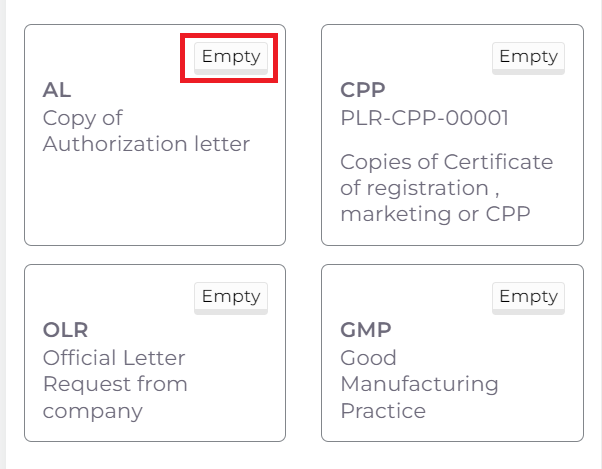 Empty
AL
Copy of
Authorization letter
Empty
CPP
PLR-CPP-00001
Copies of Certificate
of registration ,
marketing or CPP
Empty
OLR
Official Letter
Request from
company
Empty
GMP
Good
Manufacturing
Practice